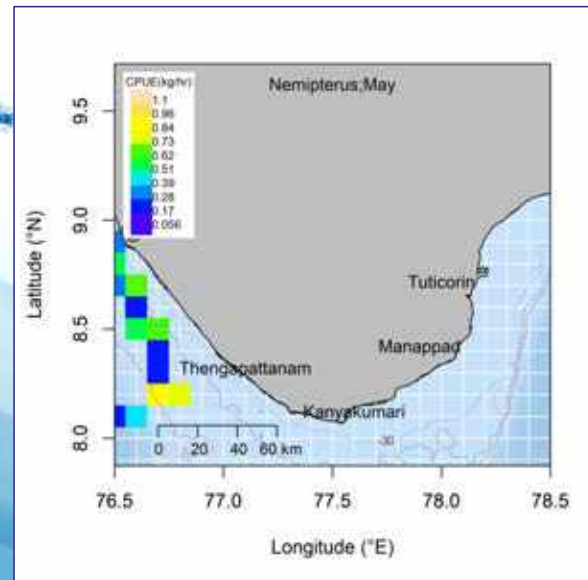 CPUE(kg/hr)
1.1
0.96
0.84
0.73
0.62
0.51
0.39
0.28
0.17
0.056
Nemipterus;May
Latitude (°N)
9.5
9.0
8.5
8.0
Tuticorin
Manappad
Thengapattanam
Kanyakumari
-30
0 20 40 60 km
76.5 77.0 77.5 78.0 78.5
Longitude (°E)